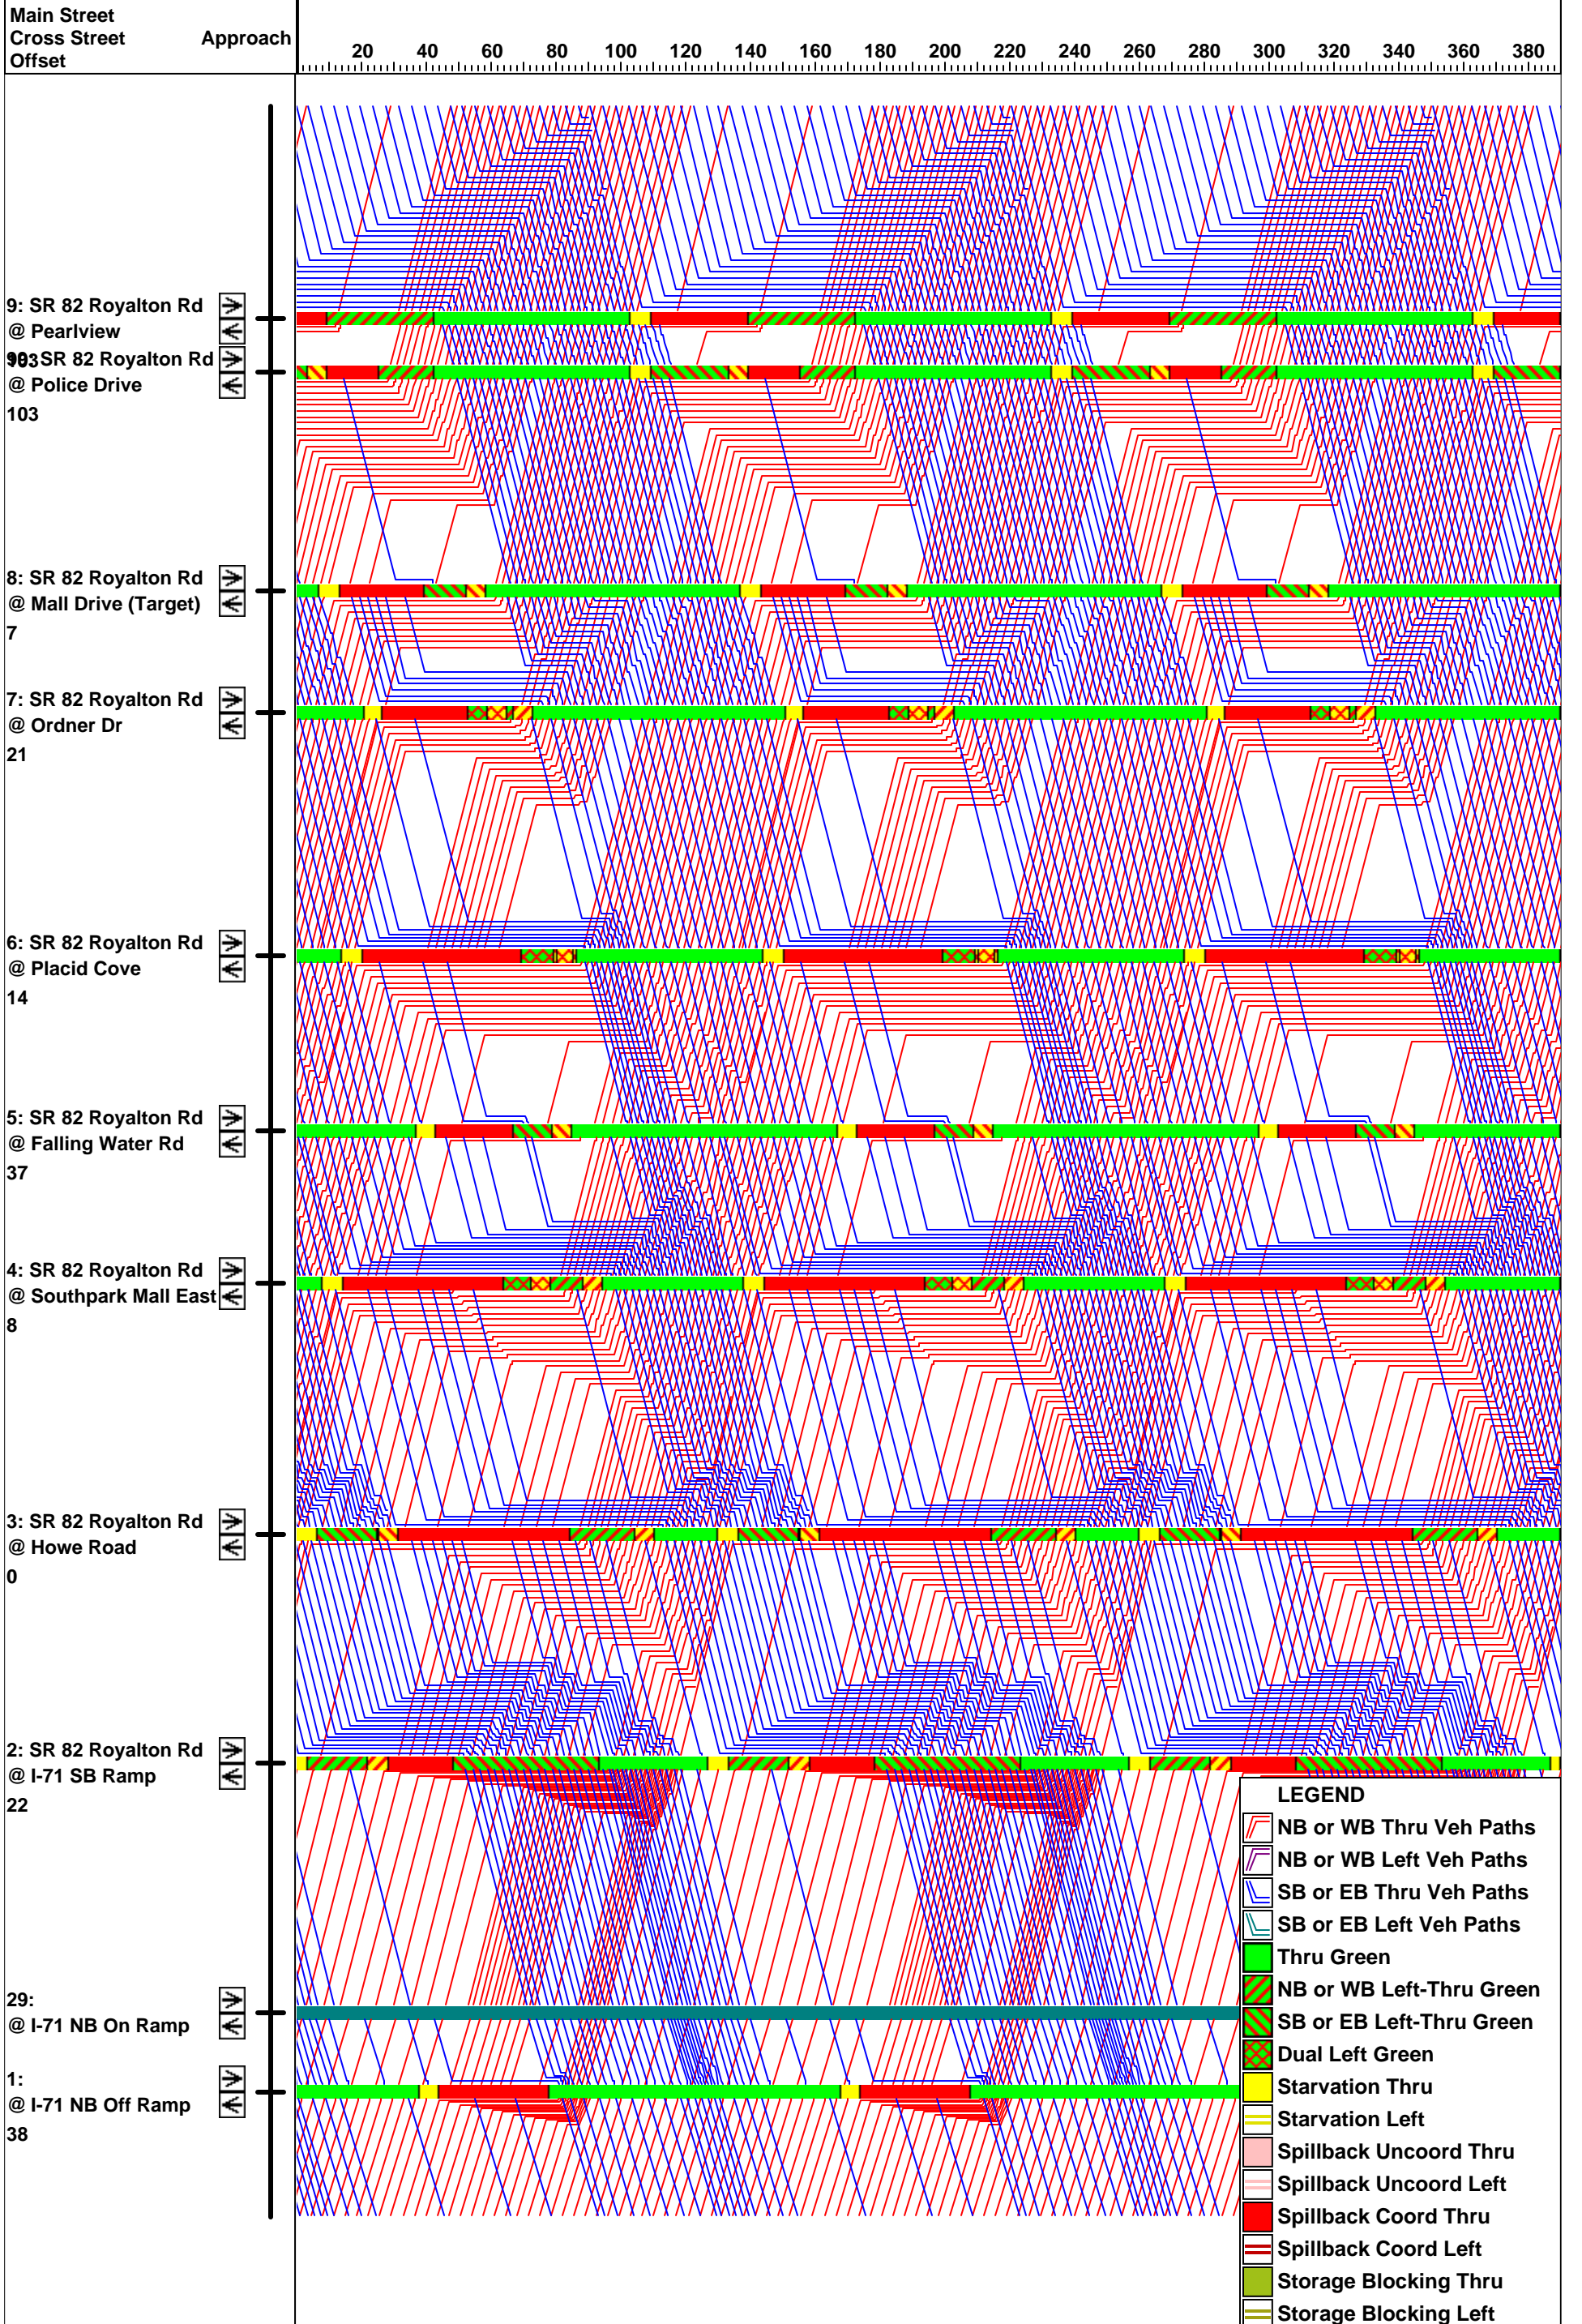 Main Street
Cross Street Approach
Offset
20 40 60 80 100 120 140 160 180 200 220 240 260 280 300 320 340 360 380
9: SR 82 Royalton Rd
@ Pearlview
103
99: SR 82 Royalton Rd
@ Police Drive
103
8: SR 82 Royalton Rd
@ Mall Drive (Target)
7
7: SR 82 Royalton Rd
@ Ordner Dr
21
6: SR 82 Royalton Rd
@ Placid Cove
14
5: SR 82 Royalton Rd
@ Falling Water Rd
37
4: SR 82 Royalton Rd
@ Southpark Mall East
8
3: SR 82 Royalton Rd
@ Howe Road
0
2: SR 82 Royalton Rd
@ I-71 SB Ramp
22
29:
@ I-71 NB On Ramp
1:
@ I-71 NB Off Ramp
38
LEGEND
NB or WB Thru Veh Paths
NB or WB Left Veh Paths
SB or EB Thru Veh Paths
SB or EB Left Veh Paths
Thru Green
NB or WB Left-Thru Green
SB or EB Left-Thru Green
Dual Left Green
Starvation Thru
Starvation Left
Spillback Uncoord Thru
Spillback Uncoord Left
Spillback Coord Thru
Spillback Coord Left
Storage Blocking Thru
Storage Blocking Left